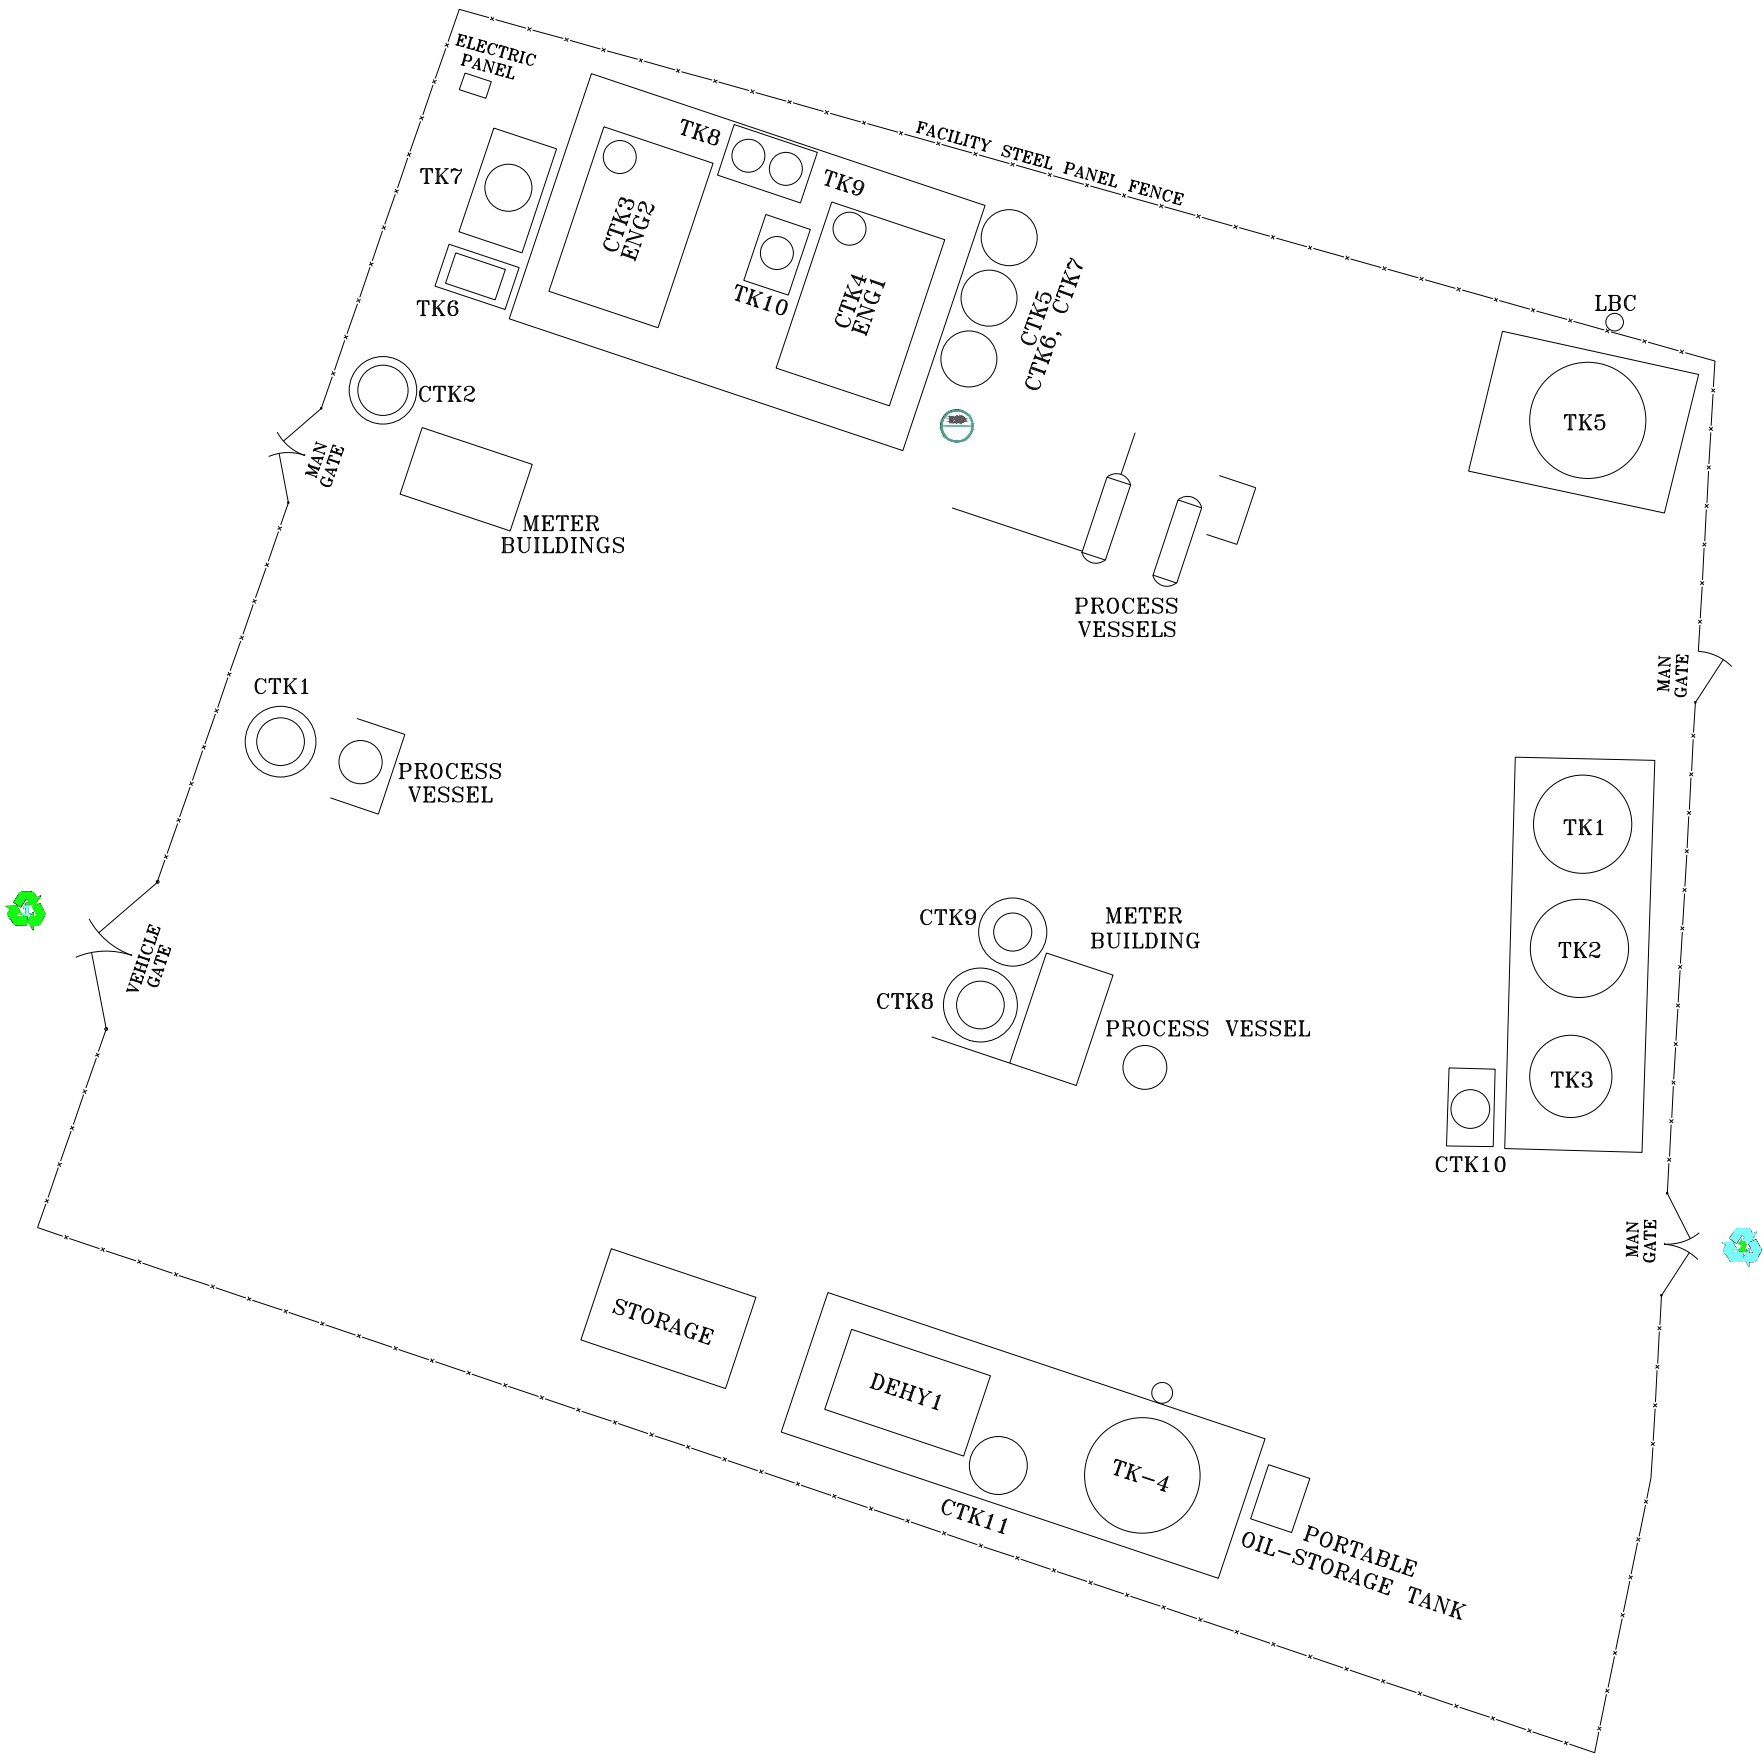 ELECTRIC
PANEL
FACILITY STEEL PANEL FENCE
TK8
TK7
TK9
CTK3
ENG2
TK10
CTK4
ENG1
CTK5
CTK6, CTK7
TK6
LBC
CTK2
TK5
MAN
GATE
METER
BUILDINGS
PROCESS
VESSELS
MAN
GATE
CTK1
PROCESS
VESSEL
TK1
1
VEHICLE
GATE
CTK9
METER
BUILDING
TK2
CTK8
PROCESS VESSEL
TK3
CTK10
MAN
GATE
2
STORAGE
DEHY1
TK-4
CTK11
PORTABLE
OIL-STORAGE TANK